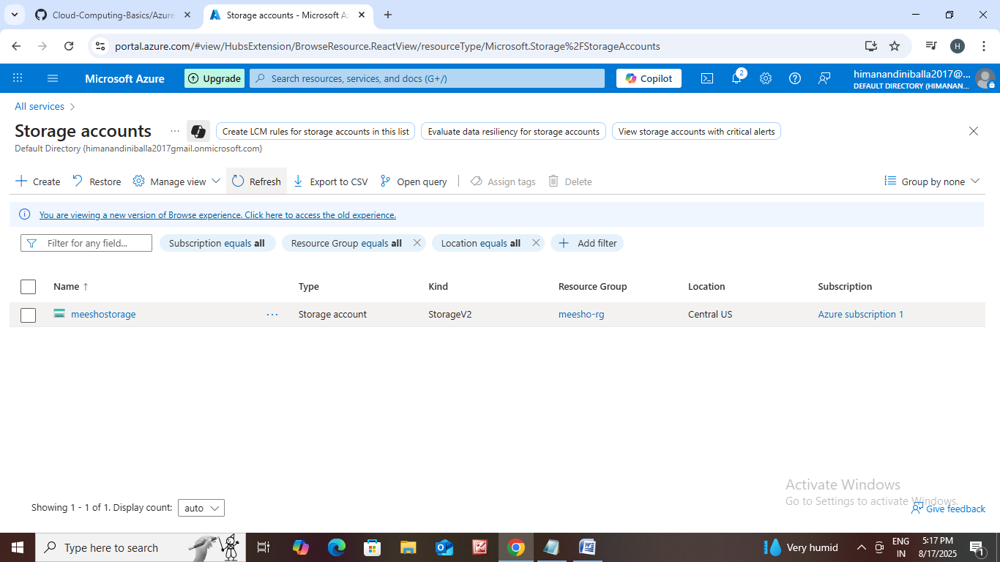 Cloud-Computing-Basics/Azure
Storage accounts - Microsoft Az
portal.azure.com/#view/HubsExtension/BrowseResource.ReactView/resourceType/Microsoft.Storage%2FStorageAccounts
H
Microsoft Azure
Upgrade
Search resources, services, and docs (G+/)
Copilot
2
himanandiniballa2017@...
DEFAULT DIRECTORY (HIMANAN...
All services
Storage accounts
...
Create LCM rules for storage accounts in this list
Evaluate data resiliency for storage accounts
View storage accounts with critical alerts
Default Directory (himanandiniballa2017gmail.onmicrosoft.com)
Create
Restore
Manage view
Refresh
Export to CSV
Open query
Assign tags
Delete
Group by none
You are viewing a new version of Browse experience. Click here to access the old experience.
Filter for any field...
Subscription equals all
Resource Group equals all
Location equals all
Add filter
Name ↑ Type Kind Resource Group Location Subscription
meeshostorage ... Storage account StorageV2 meesho-rg Central US Azure subscription 1
Activate Windows
Go to Settings to activate Windows.
Showing 1 - 1 of 1. Display count: auto
Give feedback
Type here to search
Very humid
ENG
IN
5:17 PM
8/17/2025
1